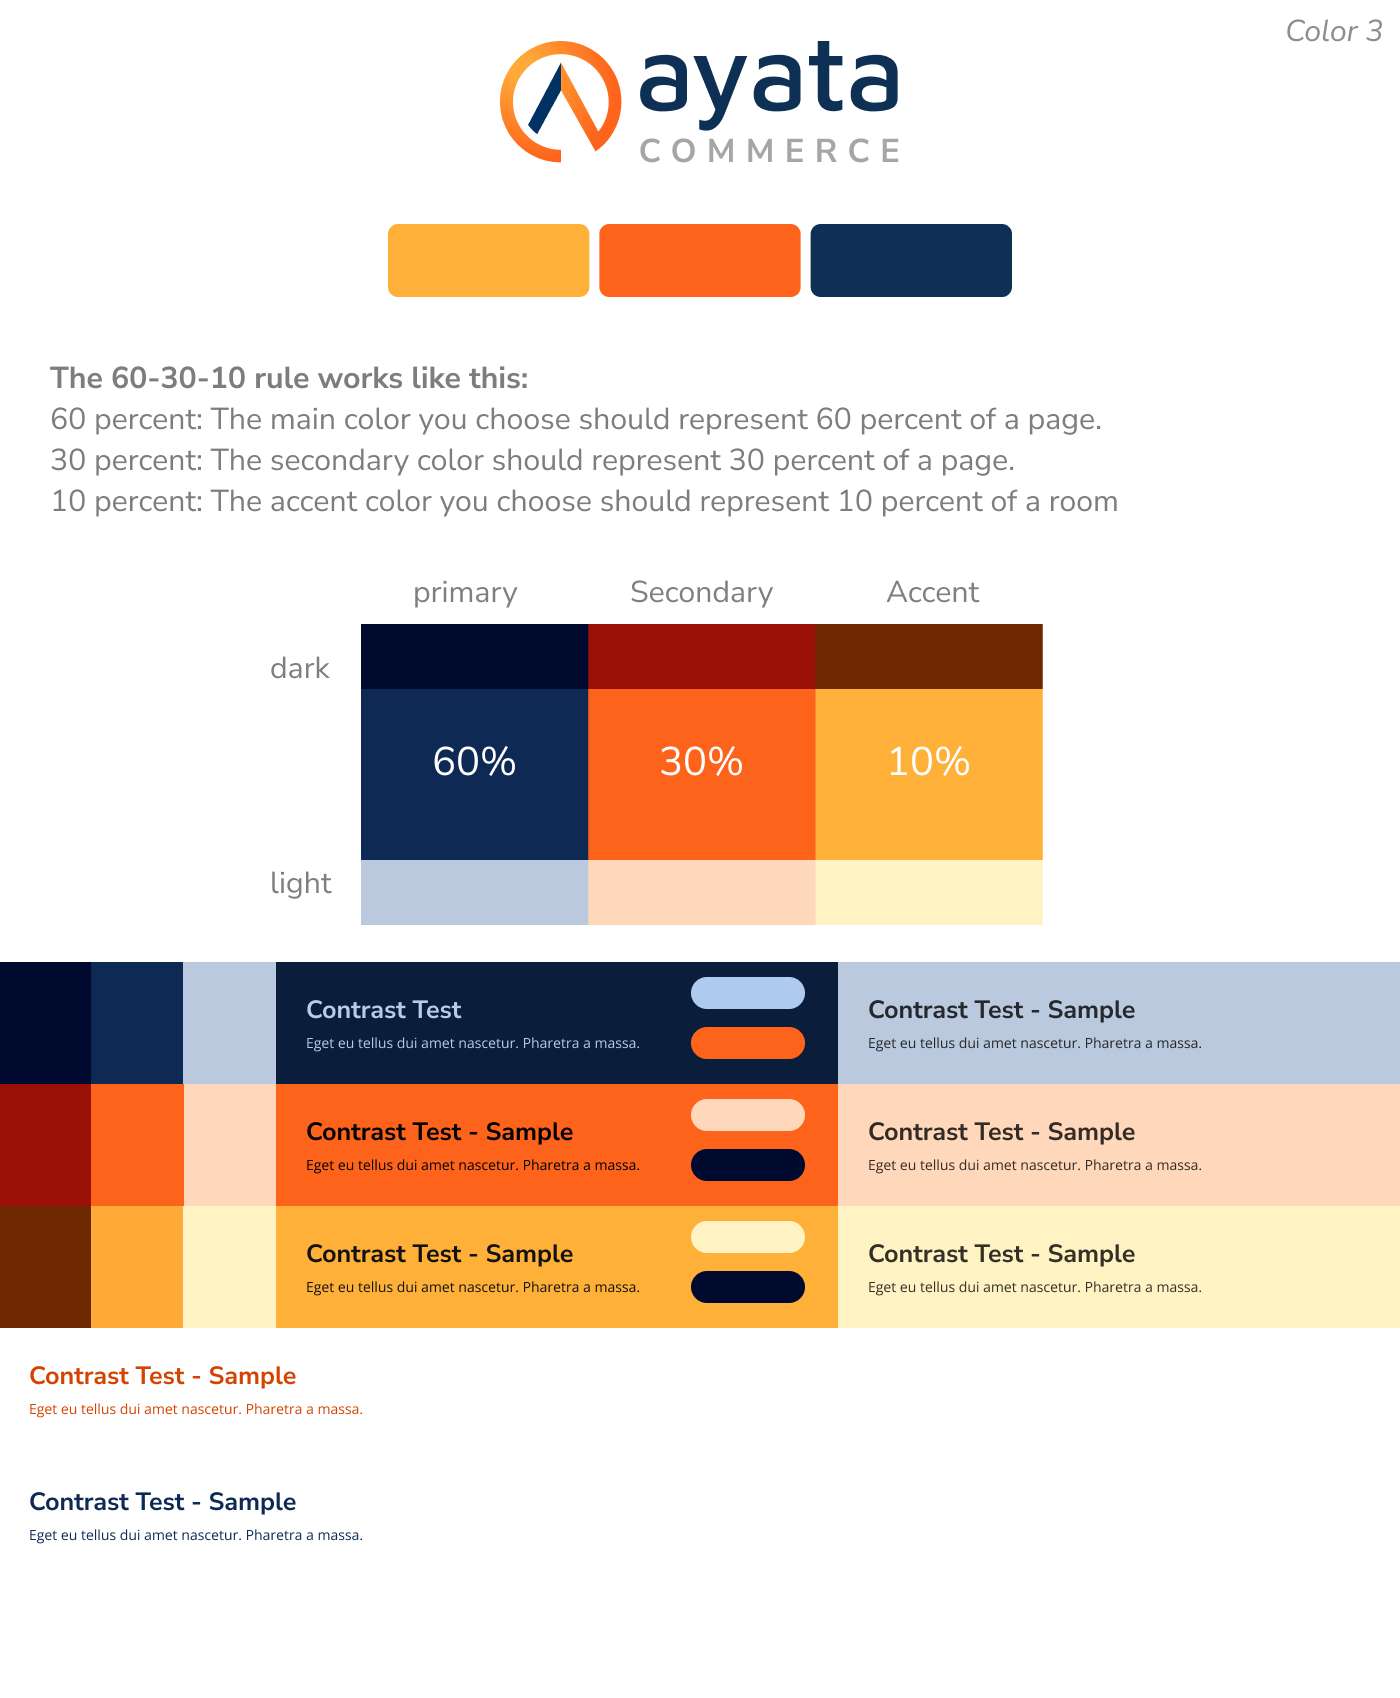 Color 3
ayata
COMMERCE
The 60-30-10 rule works like this:
60 percent: The main color you choose should represent 60 percent of a page.
30 percent: The secondary color should represent 30 percent of a page.
10 percent: The accent color you choose should represent 10 percent of a room
primary Secondary Accent
dark
60% 30% 10%
light
Contrast Test
Eget eu tellus dui amet nascetur. Pharetra a massa.
Contrast Test - Sample
Eget eu tellus dui amet nascetur. Pharetra a massa.
Contrast Test - Sample
Eget eu tellus dui amet nascetur. Pharetra a massa.
Contrast Test - Sample
Eget eu tellus dui amet nascetur. Pharetra a massa.
Contrast Test - Sample
Eget eu tellus dui amet nascetur. Pharetra a massa.
Contrast Test - Sample
Eget eu tellus dui amet nascetur. Pharetra a massa.
Contrast Test - Sample
Eget eu tellus dui amet nascetur. Pharetra a massa.
Contrast Test - Sample
Eget eu tellus dui amet nascetur. Pharetra a massa.